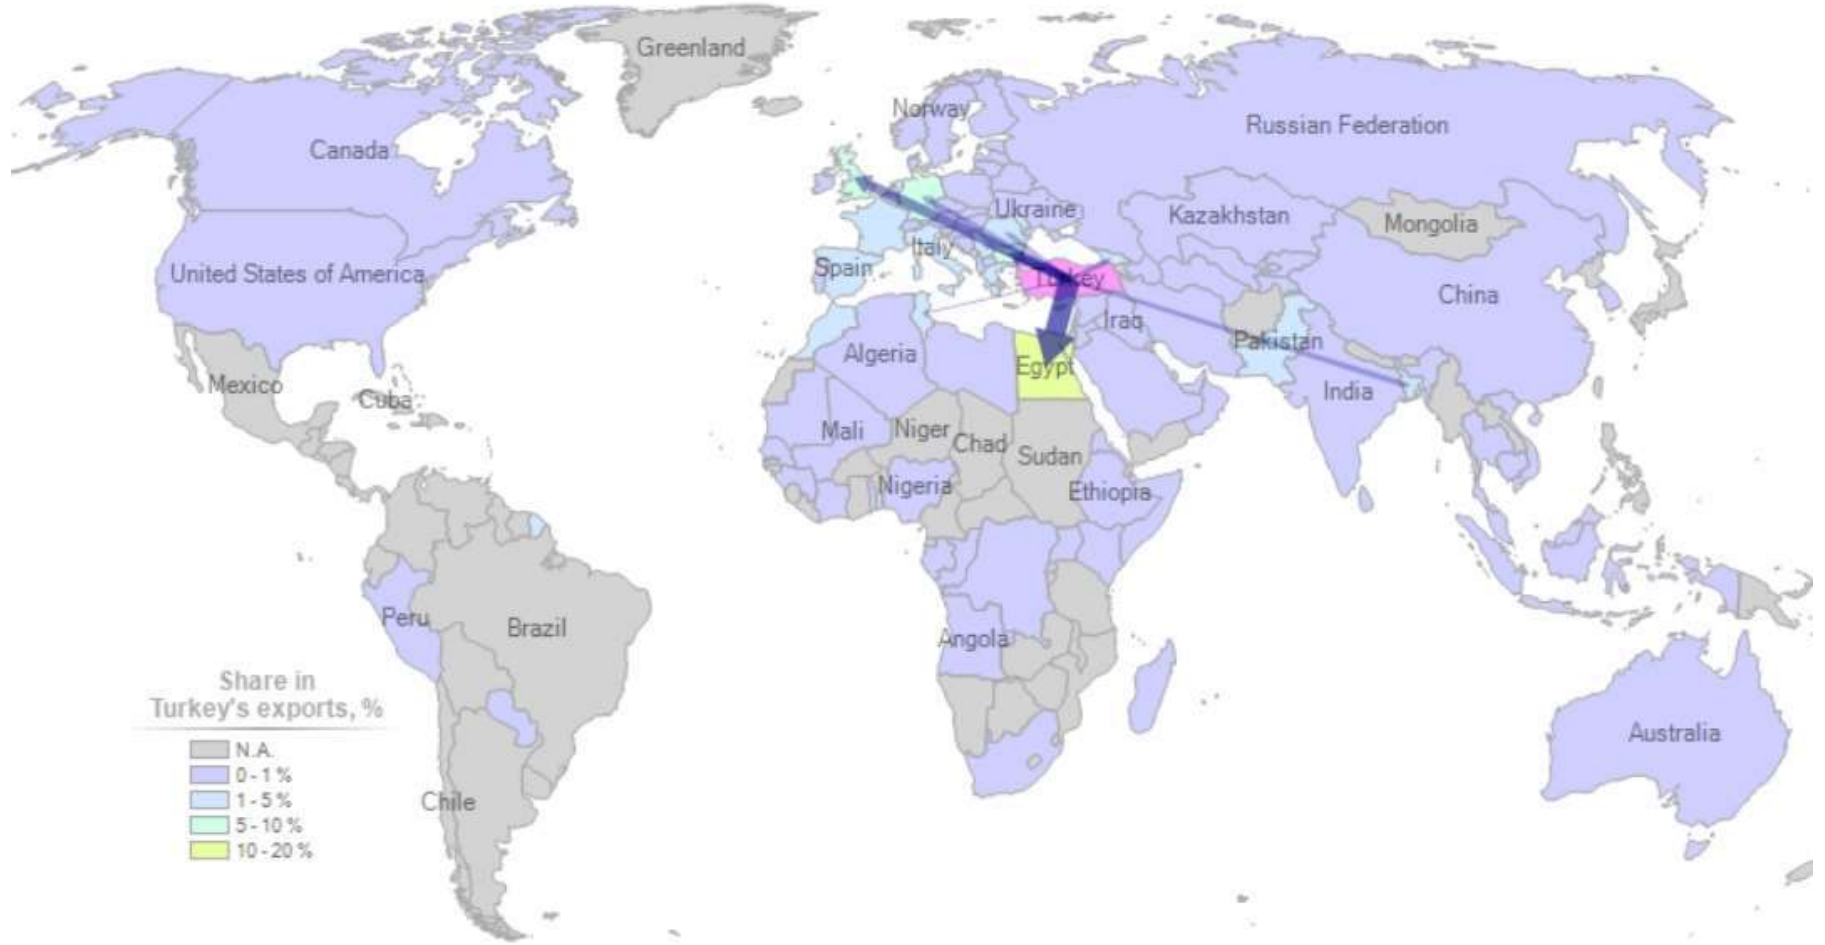 Greenland
Norway
Russian Federation
Canada
Ukraine
Kazakhstan
Mongolia
Italy
Spain
United States of America
Turkey
China
Iraq
Pakistan
Algeria
Egypt
Mexico
India
Cuba
Mali
Niger
Chad
Sudan
Nigeria
Ethiopia
Peru
Brazil
Angola
Australia
Chile
Share in
Turkey's exports, %
N.A.
0 - 1 %
1 - 5 %
5 - 10 %
10 - 20 %